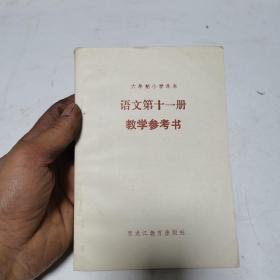 六年制小学课本
语文第十一册
教学参考书
黑龙江教育出版社